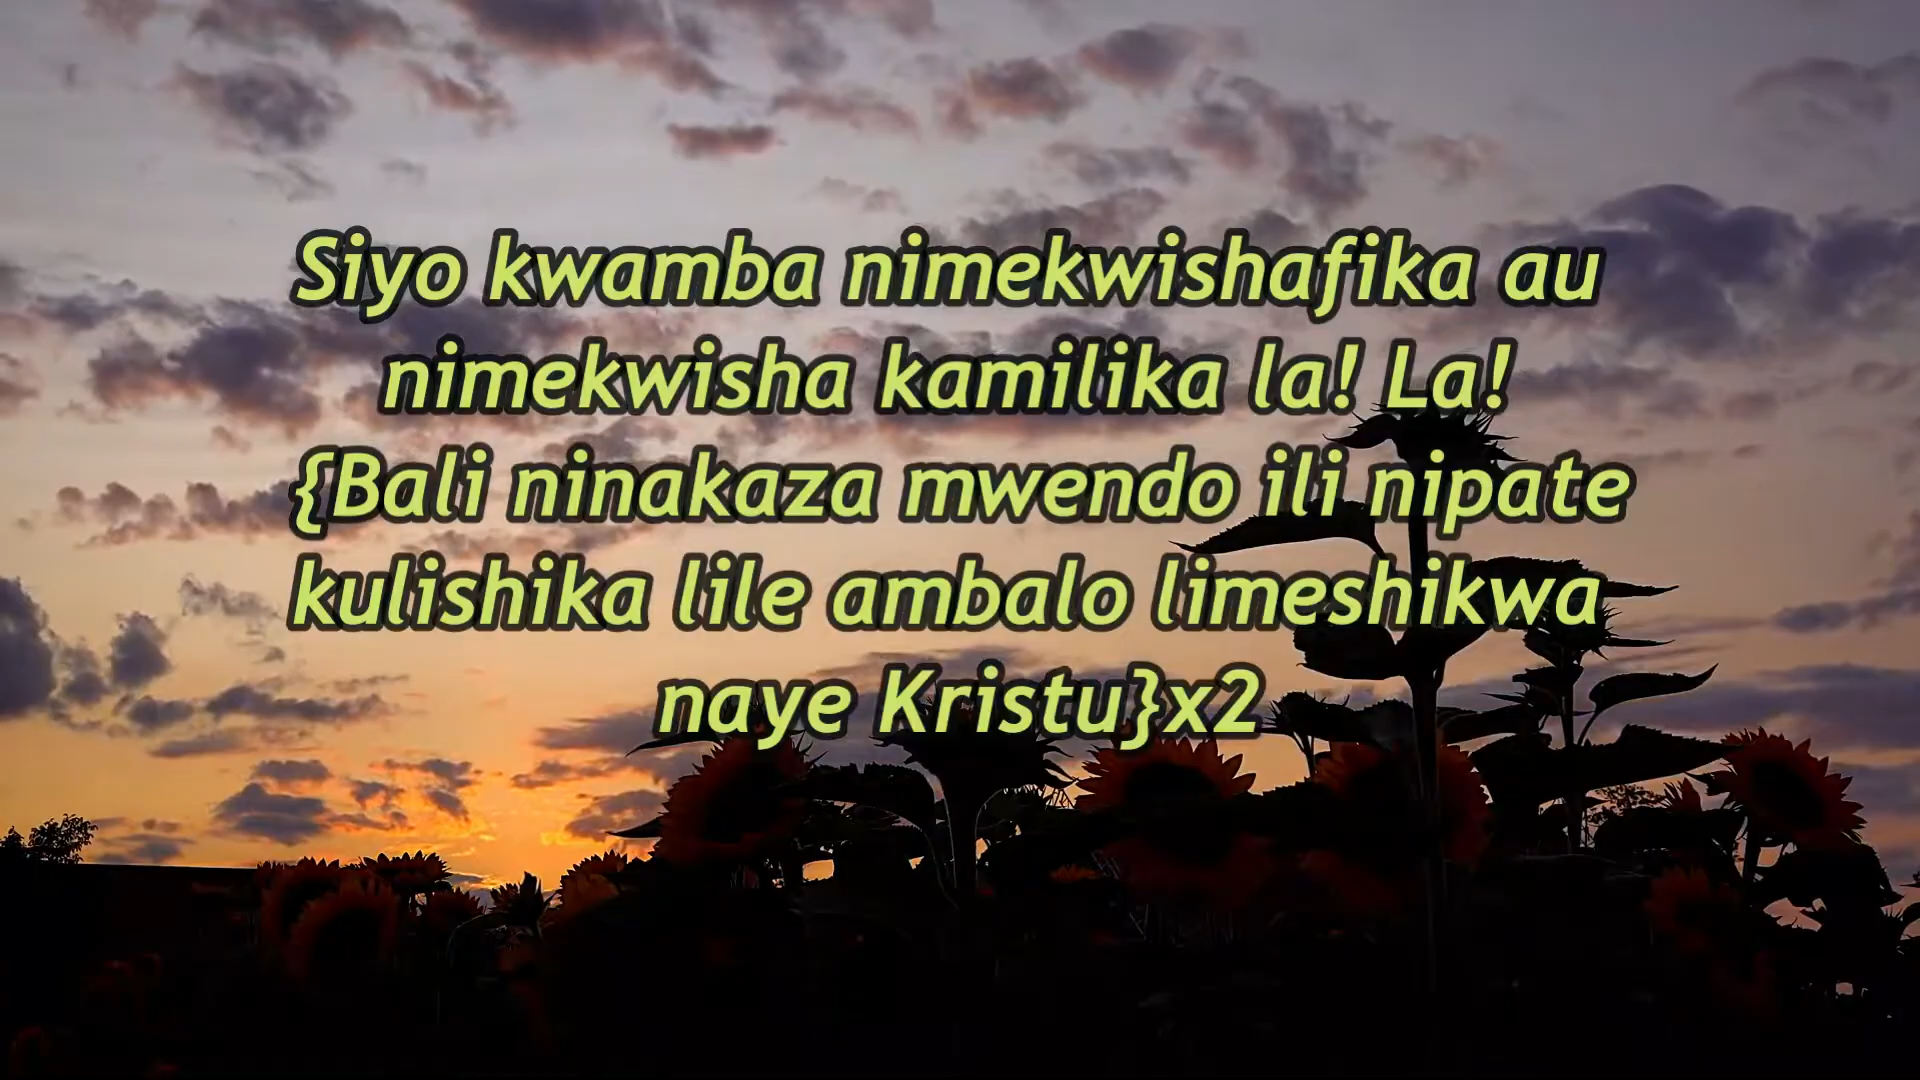 Siyo kwamba nimekwishafika au
nimekwisha kamilika la! La!
{Bali ninakaza mwendo ili nipate
kulishika lile ambalo limeshikwa
naye Kristu}x2